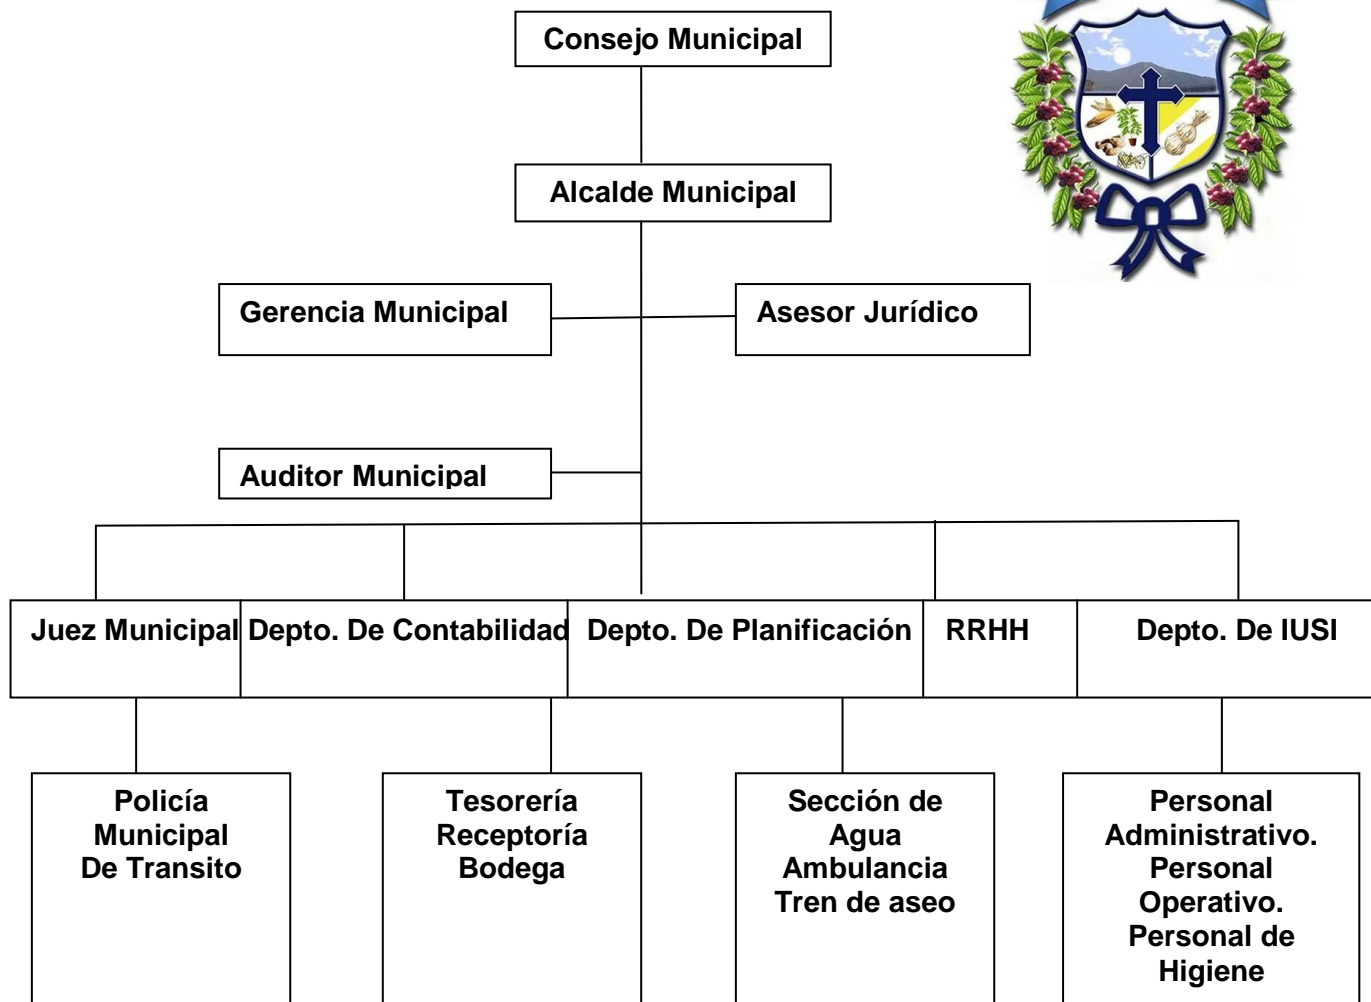 Consejo Municipal
Alcalde Municipal
Gerencia Municipal
Asesor Jurídico
Auditor Municipal
Juez Municipal
Depto. De Contabilidad
Depto. De Planificación
RRHH
Depto. De IUSI
Policía
Municipal
De Transito
Tesorería
Receptoría
Bodega
Sección de
Agua
Ambulancia
Tren de aseo
Personal
Administrativo.
Personal
Operativo.
Personal de
Higiene